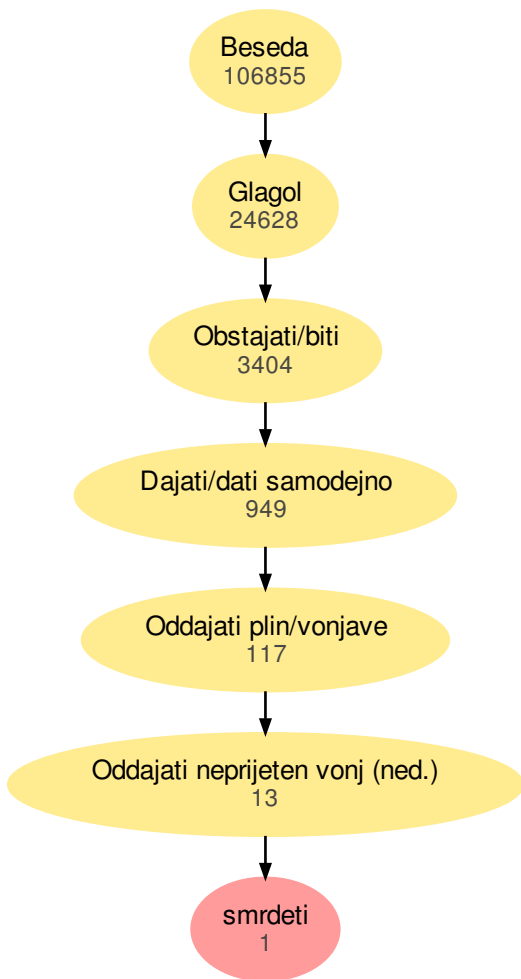 Beseda
106855
Glagol
24628
Obstajati/biti
3404
Dajati/dati samodejno
949
Oddajati plin/vonjave
117
Oddajati neprijeten vonj (ned.)
13
smrdeti
1